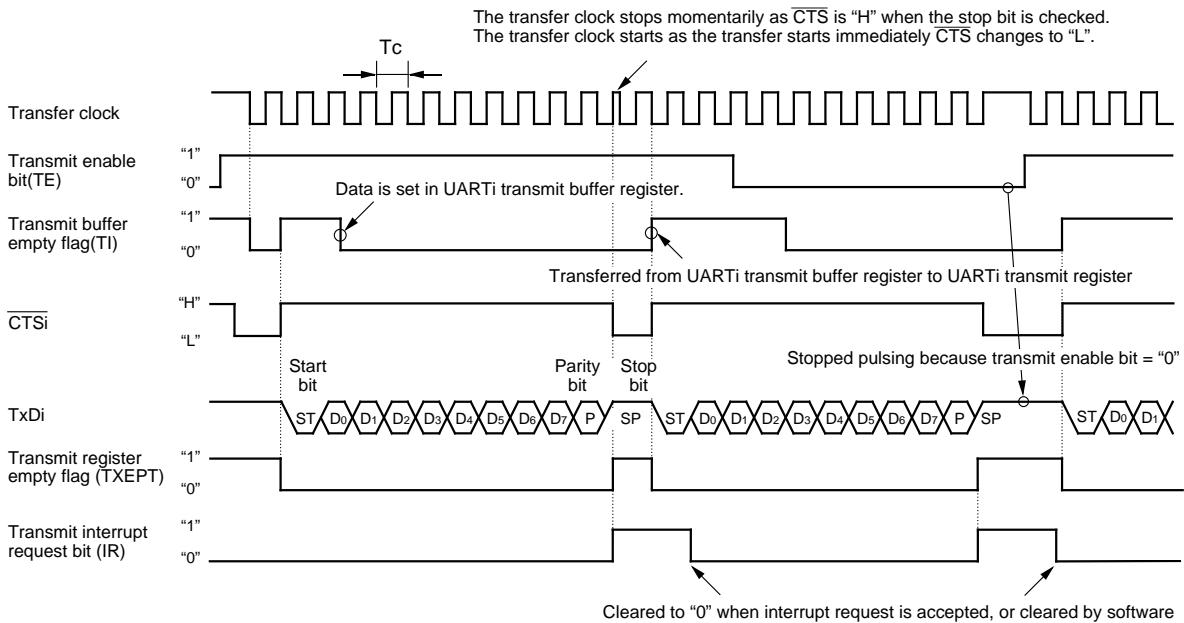 The transfer clock stops momentarily as CTS is “H” when the stop bit is checked.
The transfer clock starts as the transfer starts immediately CTS changes to “L”.
Tc
Transfer clock
Transmit enable
bit(TE)
“1”
“0”
Data is set in UARTi transmit buffer register.
Transmit buffer
empty flag(TI)
“1”
“0”
Transferred from UARTi transmit buffer register to UARTi transmit register
CTSi
“H”
“L”
Stopped pulsing because transmit enable bit = “0”
Start
bit
Parity
bit
Stop
bit
TxDi
ST D0 D1 D2 D3 D4 D5 D6 D7 P SP ST D0 D1 D2 D3 D4 D5 D6 D7 P SP ST D0 D1
Transmit register
empty flag (TXEPT)
“1”
“0”
Transmit interrupt
request bit (IR)
“1”
“0”
Cleared to “0” when interrupt request is accepted, or cleared by software